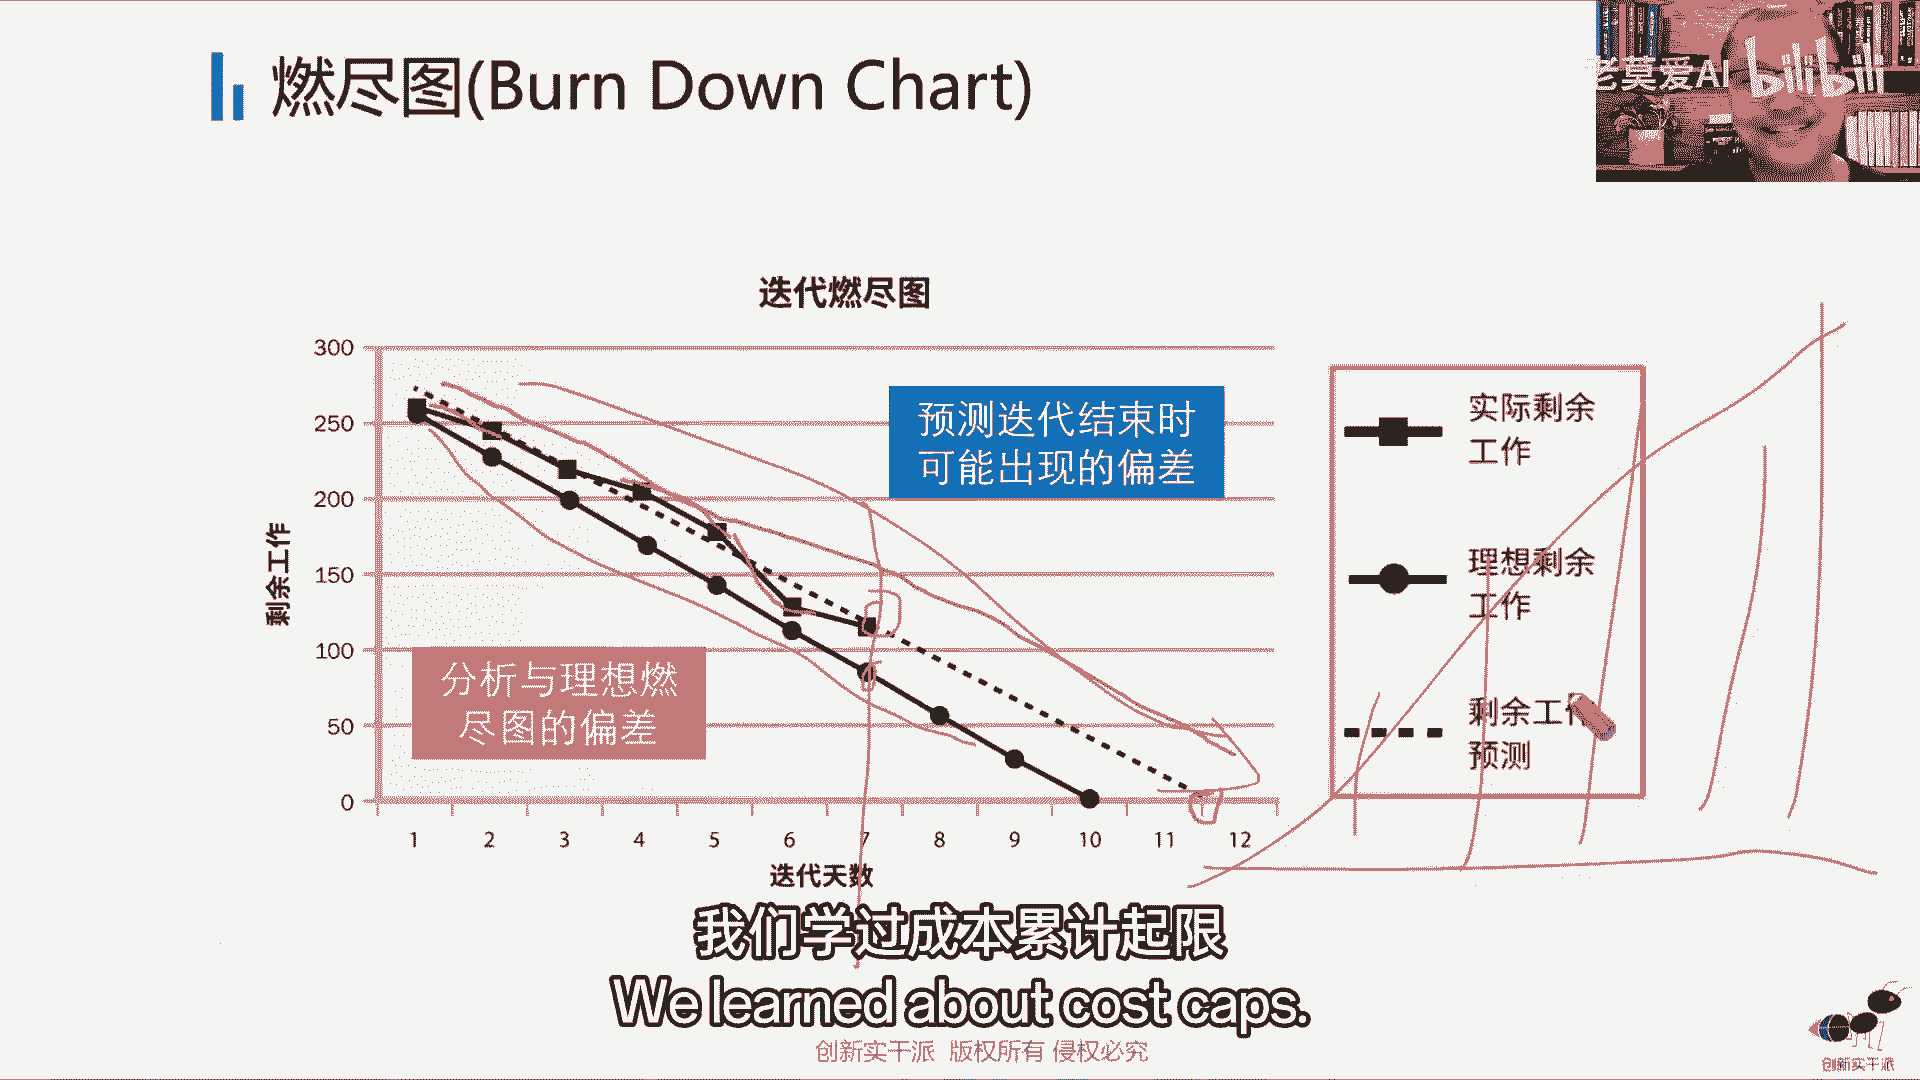 燃尽图(Burn Down Chart)
老莫爱AI
bilibili
迭代燃尽图
300
250
200
150
100
50
0
剩余工作
预测迭代结束时
可能出现的偏差
分析与理想燃
尽图的偏差
1 2 3 4 5 6 7 8 9 10 11 12
迭代天数
实际剩余
工作
理想剩余
工作
剩余工作
预测
我们学过成本累计起限
We learned about cost caps.
创新实干派 版权所有 侵权必究
创新实干派